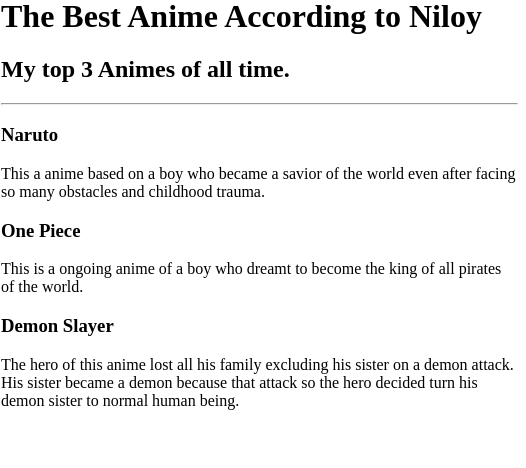 The Best Anime According to Niloy
My top 3 Animes of all time.
Naruto
This a anime based on a boy who became a savior of the world even after facing
so many obstacles and childhood trauma.
One Piece
This is a ongoing anime of a boy who dreamt to become the king of all pirates
of the world.
Demon Slayer
The hero of this anime lost all his family excluding his sister on a demon attack.
His sister became a demon because that attack so the hero decided turn his
demon sister to normal human being.